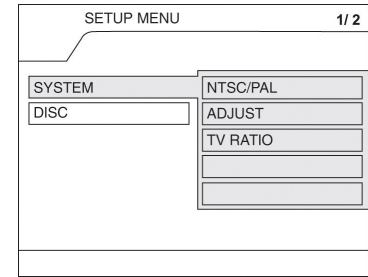 SETUP MENU 1/ 2
SYSTEM
DISC
NTSC/PAL
ADJUST
TV RATIO